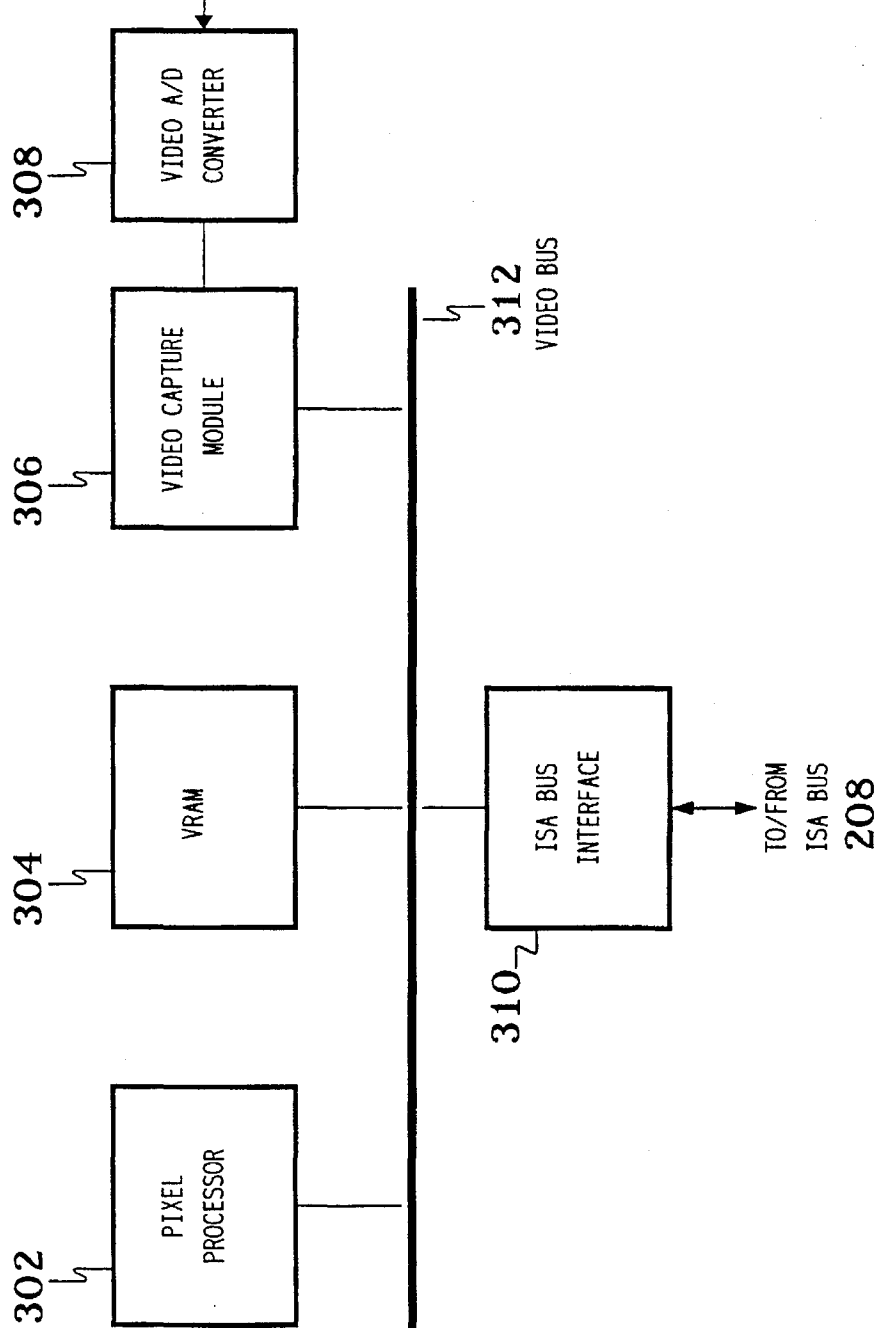 302
PIXEL
PROCESSOR
304
VRAM
306
VIDEO CAPTURE
MODULE
308
VIDEO A/D
CONVERTER
310
ISA BUS
INTERFACE
312
VIDEO BUS
TO/FROM
ISA BUS
208